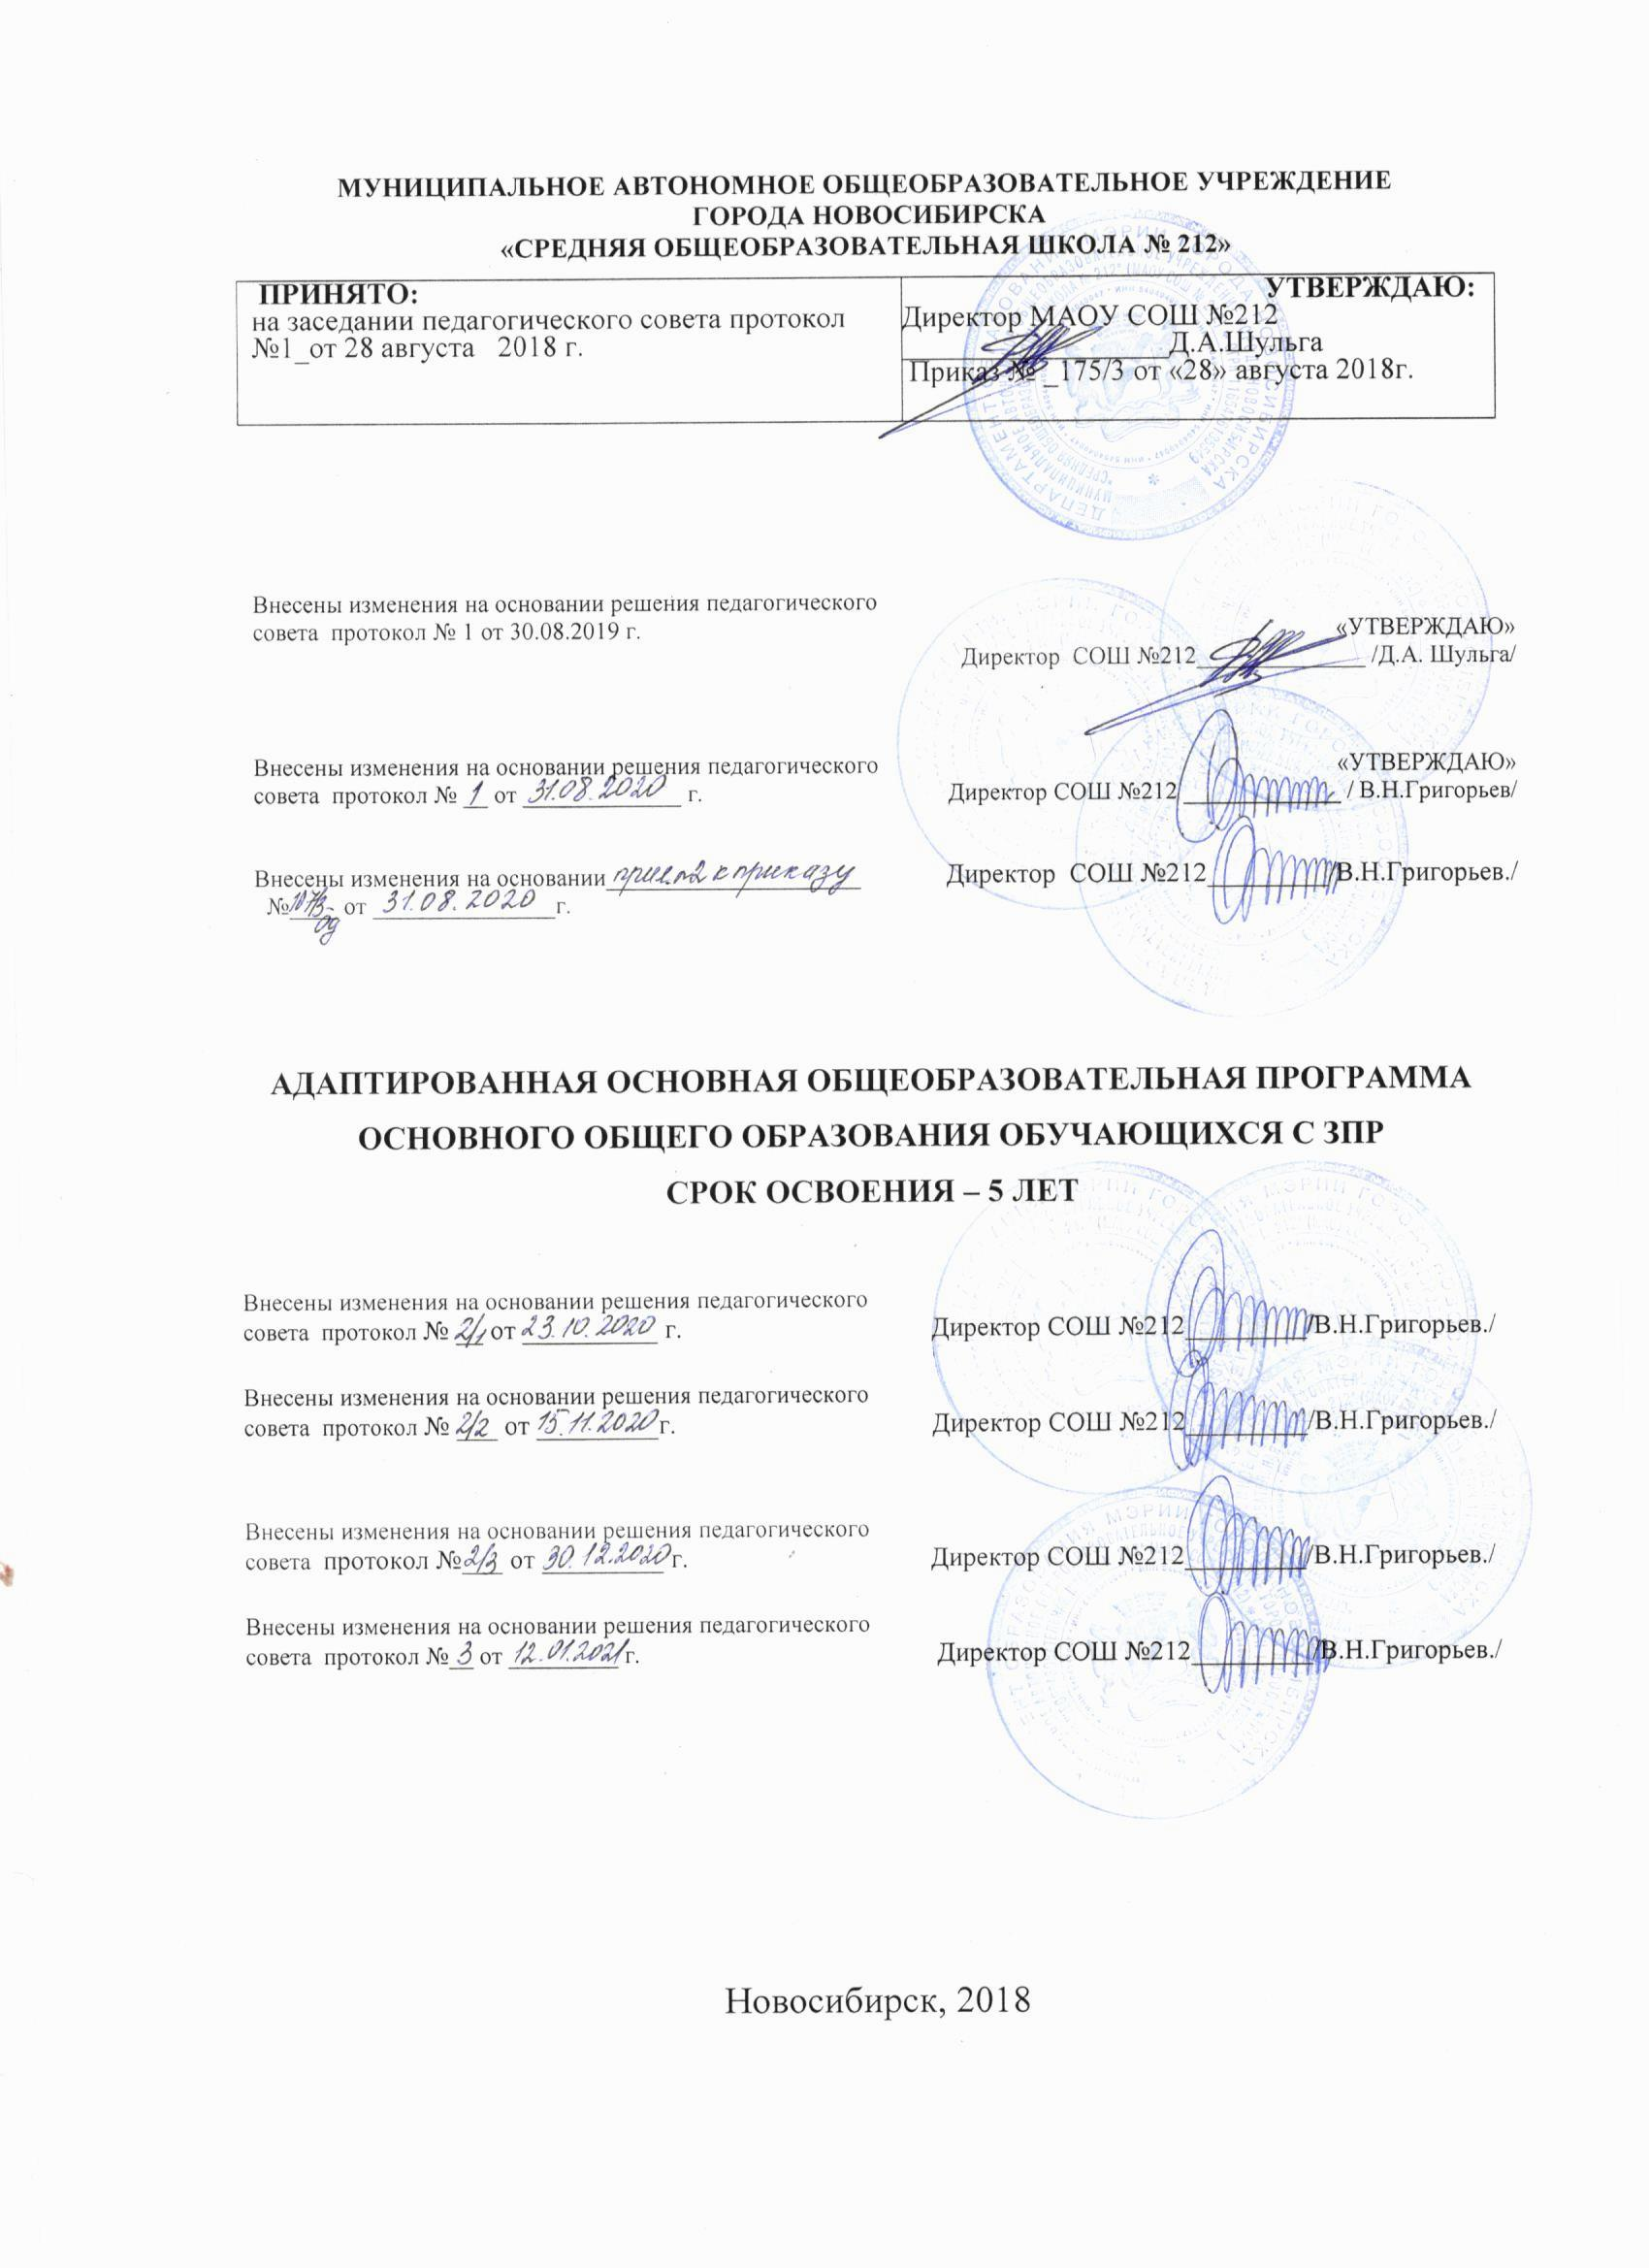 МУНИЦИПАЛЬНОЕ АВТОНОМНОЕ ОБЩЕОБРАЗОВАТЕЛЬНОЕ УЧРЕЖДЕНИЕ
ГОРОДА НОВОСИБИРСКА
«СРЕДНЯЯ ОБЩЕОБРАЗОВАТЕЛЬНАЯ ШКОЛА № 212»
ПРИНЯТО:
на заседании педагогического совета протокол
№1_от 28 августа 2018 г.
УТВЕРЖДАЮ:
Директор МАОУ СОШ №212
Д.А.Шульга
Приказ № _175/3 от «28» августа 2018г.
Внесены изменения на основании решения педагогического
совета протокол № 1 от 30.08.2019 г.
«УТВЕРЖДАЮ»
Директор СОШ №212 /Д.А. Шульга/
Внесены изменения на основании решения педагогического
совета протокол № 1 от 31.08.2020 г.
«УТВЕРЖДАЮ»
Директор СОШ №212 / В.Н.Григорьев/
Внесены изменения на основании к приказу
№ от 31.08.2020 г.
Директор СОШ №212 /В.Н.Григорьев./
АДАПТИРОВАННАЯ ОСНОВНАЯ ОБЩЕОБРАЗОВАТЕЛЬНАЯ ПРОГРАММА
ОСНОВНОГО ОБЩЕГО ОБРАЗОВАНИЯ ОБУЧАЮЩИХСЯ С ЗПР
СРОК ОСВОЕНИЯ – 5 ЛЕТ
Внесены изменения на основании решения педагогического
совета протокол № 2/1 от 23.10.2020 г.
Директор СОШ №212 /В.Н.Григорьев./
Внесены изменения на основании решения педагогического
совета протокол № 2/2 от 15.11.2020 г.
Директор СОШ №212 /В.Н.Григорьев./
Внесены изменения на основании решения педагогического
совета протокол № 2/3 от 30.12.2020 г.
Директор СОШ №212 /В.Н.Григорьев./
Внесены изменения на основании решения педагогического
совета протокол № 3 от 12.01.2021 г.
Директор СОШ №212 /В.Н.Григорьев./
Новосибирск, 2018